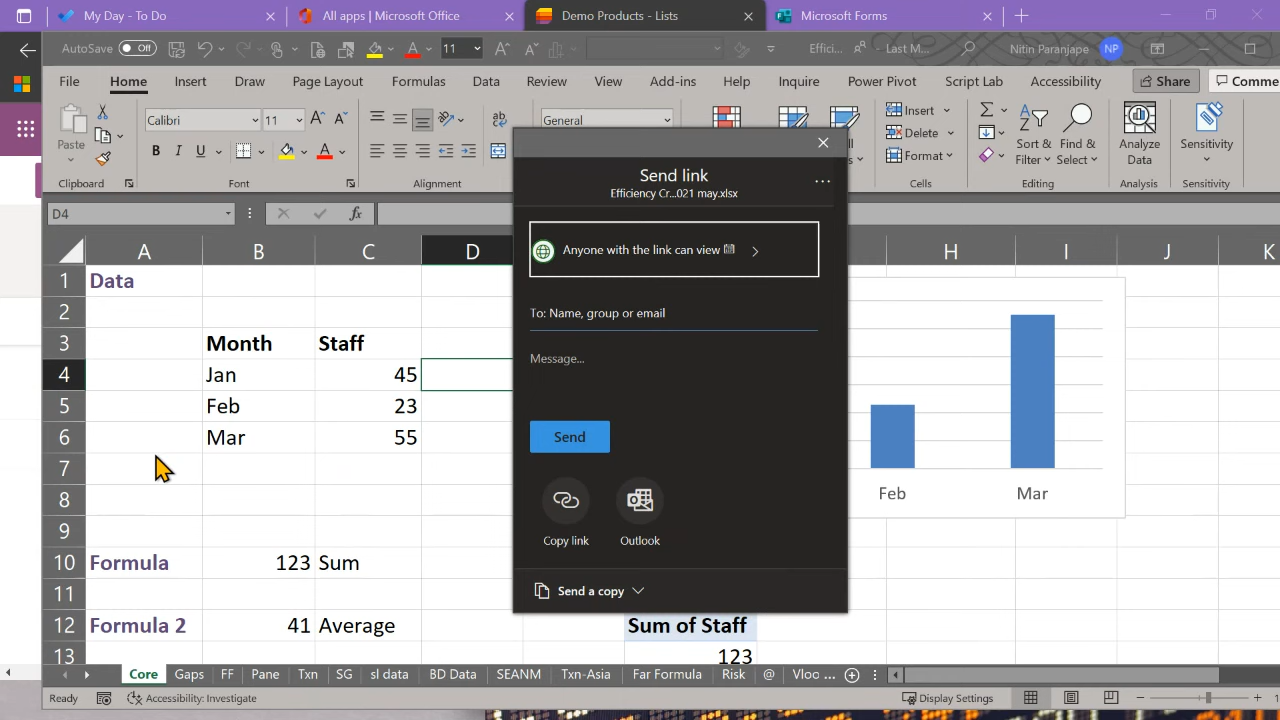 My Day - To Do
All apps | Microsoft Office
Demo Products - Lists
Microsoft Forms
AutoSave Off
11
Effici...
Last M...
Nitin Paranjape NP
File Home Insert Draw Page Layout Formulas Data Review View Add-ins Help Inquire Power Pivot Script Lab Accessibility Share Comme
Paste
Calibri 11
B I U
General
Insert
Delete
Format
Sort &
Filter
Find &
Select
Analyze
Data
Sensitivity
Clipboard Font Alignment Cells Editing Analysis Sensitivity
D4 fx
A B C D H I J K
1 Data
2
3 Month Staff
4 Jan 45
5 Feb 23
6 Mar 55
7
8
9
10 Formula 123 Sum
11
12 Formula 2 41 Average
13
Send link
Efficiency Cr...021 may.xlsx
Anyone with the link can view
To: Name, group or email
Message...
Send
Copy link Outlook
Send a copy
Feb Mar
Sum of Staff
123
Core Gaps FF Pane Txn SG sl data BD Data SEANM Txn-Asia Far Formula Risk @ Vloo ...
Ready Accessibility: Investigate Display Settings